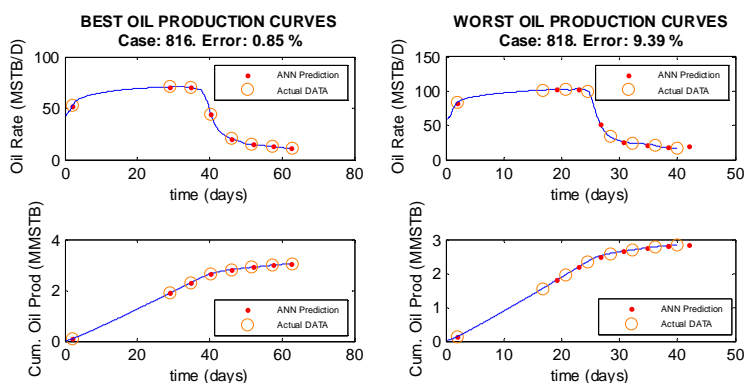 BEST OIL PRODUCTION CURVES
Case: 816. Error: 0.85 %
Oil Rate (MSTB/D)
100
50
0
ANN Prediction
Actual DATA
0 20 40 60 80
time (days)
WORST OIL PRODUCTION CURVES
Case: 818. Error: 9.39 %
Oil Rate (MSTB/D)
150
100
50
0
ANN Prediction
Actual DATA
0 10 20 30 40 50
time (days)
Cum. Oil Prod (MMSTB)
4
2
0
ANN Prediction
Actual DATA
0 20 40 60 80
time (days)
Cum. Oil Prod (MMSTB)
3
2
1
0
ANN Prediction
Actual DATA
0 10 20 30 40 50
time (days)